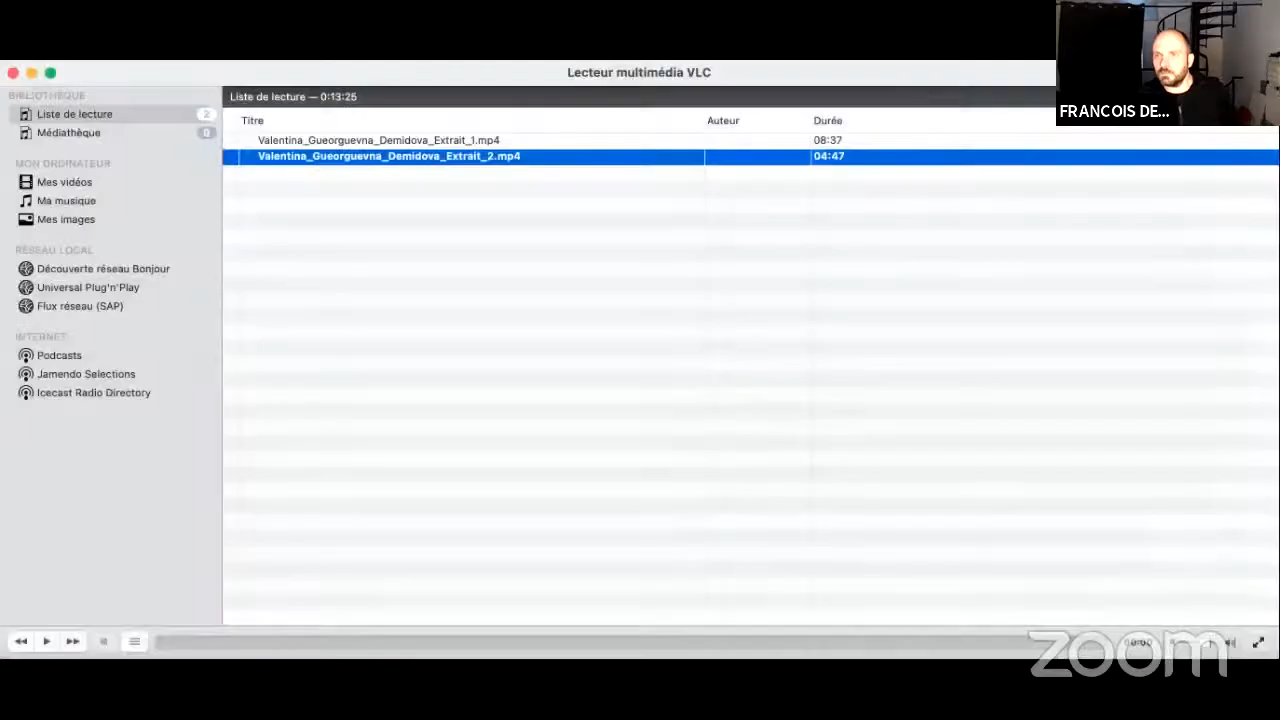 Lecteur multimédia VLC
FRANCOIS DE...
BIBLIOTHÈQUE
Liste de lecture 2
Médiathèque 0
MON ORDINATEUR
Mes vidéos
Ma musique
Mes images
RÉSEAU LOCAL
Découverte réseau Bonjour
Universal Plug'n'Play
Flux réseau (SAP)
INTERNET
Podcasts
Jamendo Selections
Icecast Radio Directory
Liste de lecture — 0:13:25
Titre Auteur Durée
Valentina_Gueorguevna_Demidova_Extrait_1.mp4 08:37
Valentina_Gueorguevna_Demidova_Extrait_2.mp4 04:47
00:00
zoom